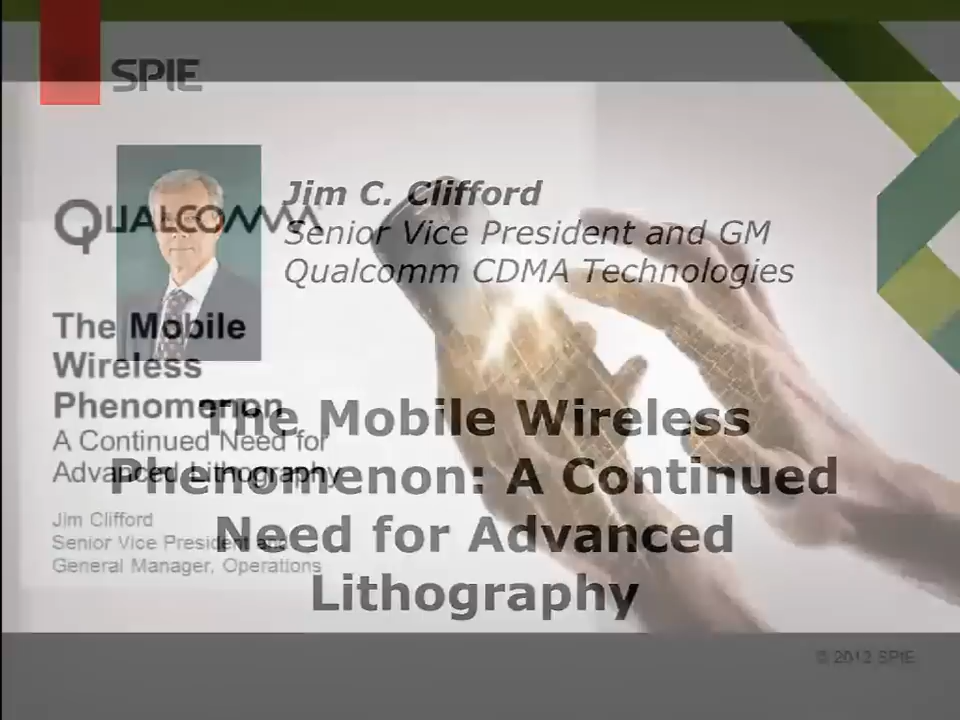 SPIE
Jim C. Clifford
Senior Vice President and GM
Qualcomm CDMA Technologies
The Mobile Wireless
Phenomenon: A Continued
Need for Advanced
Lithography
QUALCOMM
The Mobile
Wireless
Phenomenon
A Continued Need for
Advanced Lithography
Jim Clifford
Senior Vice President and
General Manager, Operations
© 2012 SPIE